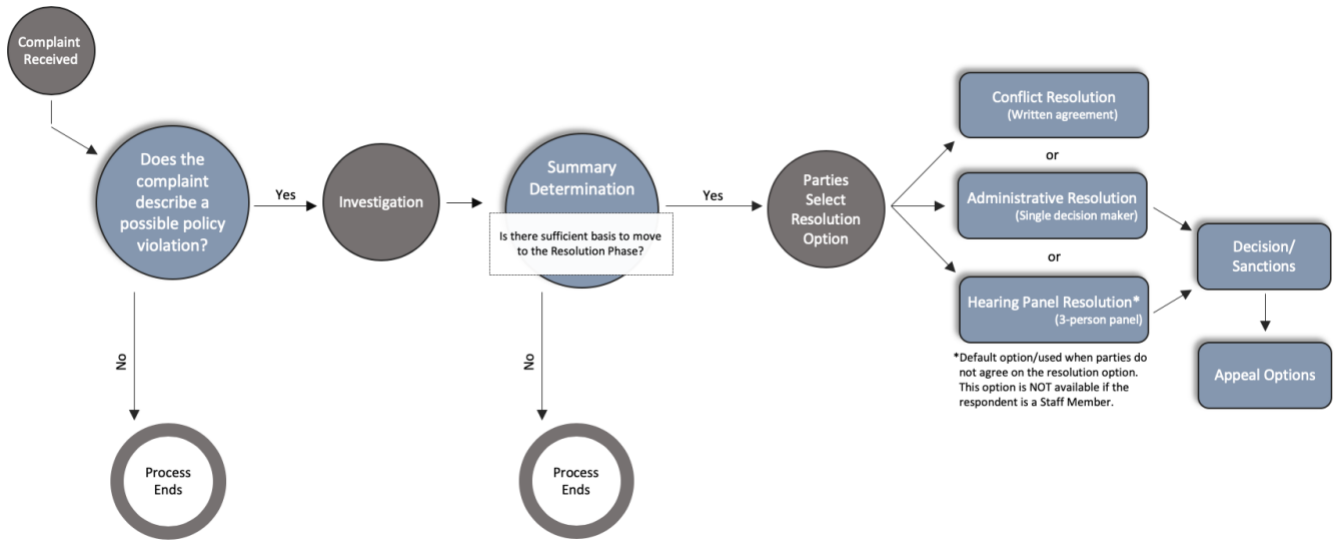 Complaint
Received
Does the
complaint
describe a
possible policy
violation?
Yes
Investigation
Summary
Determination
Is there sufficient basis to move
to the Resolution Phase?
Yes
Parties
Select
Resolution
Option
Conflict Resolution
(Written agreement)
or
Administrative Resolution
(Single decision maker)
or
Hearing Panel Resolution*
(3-person panel)
*Default option/used when parties do
not agree on the resolution option.
This option is NOT available if the
respondent is a Staff Member.
Decision/
Sanctions
Appeal Options
No
Process
Ends
No
Process
Ends